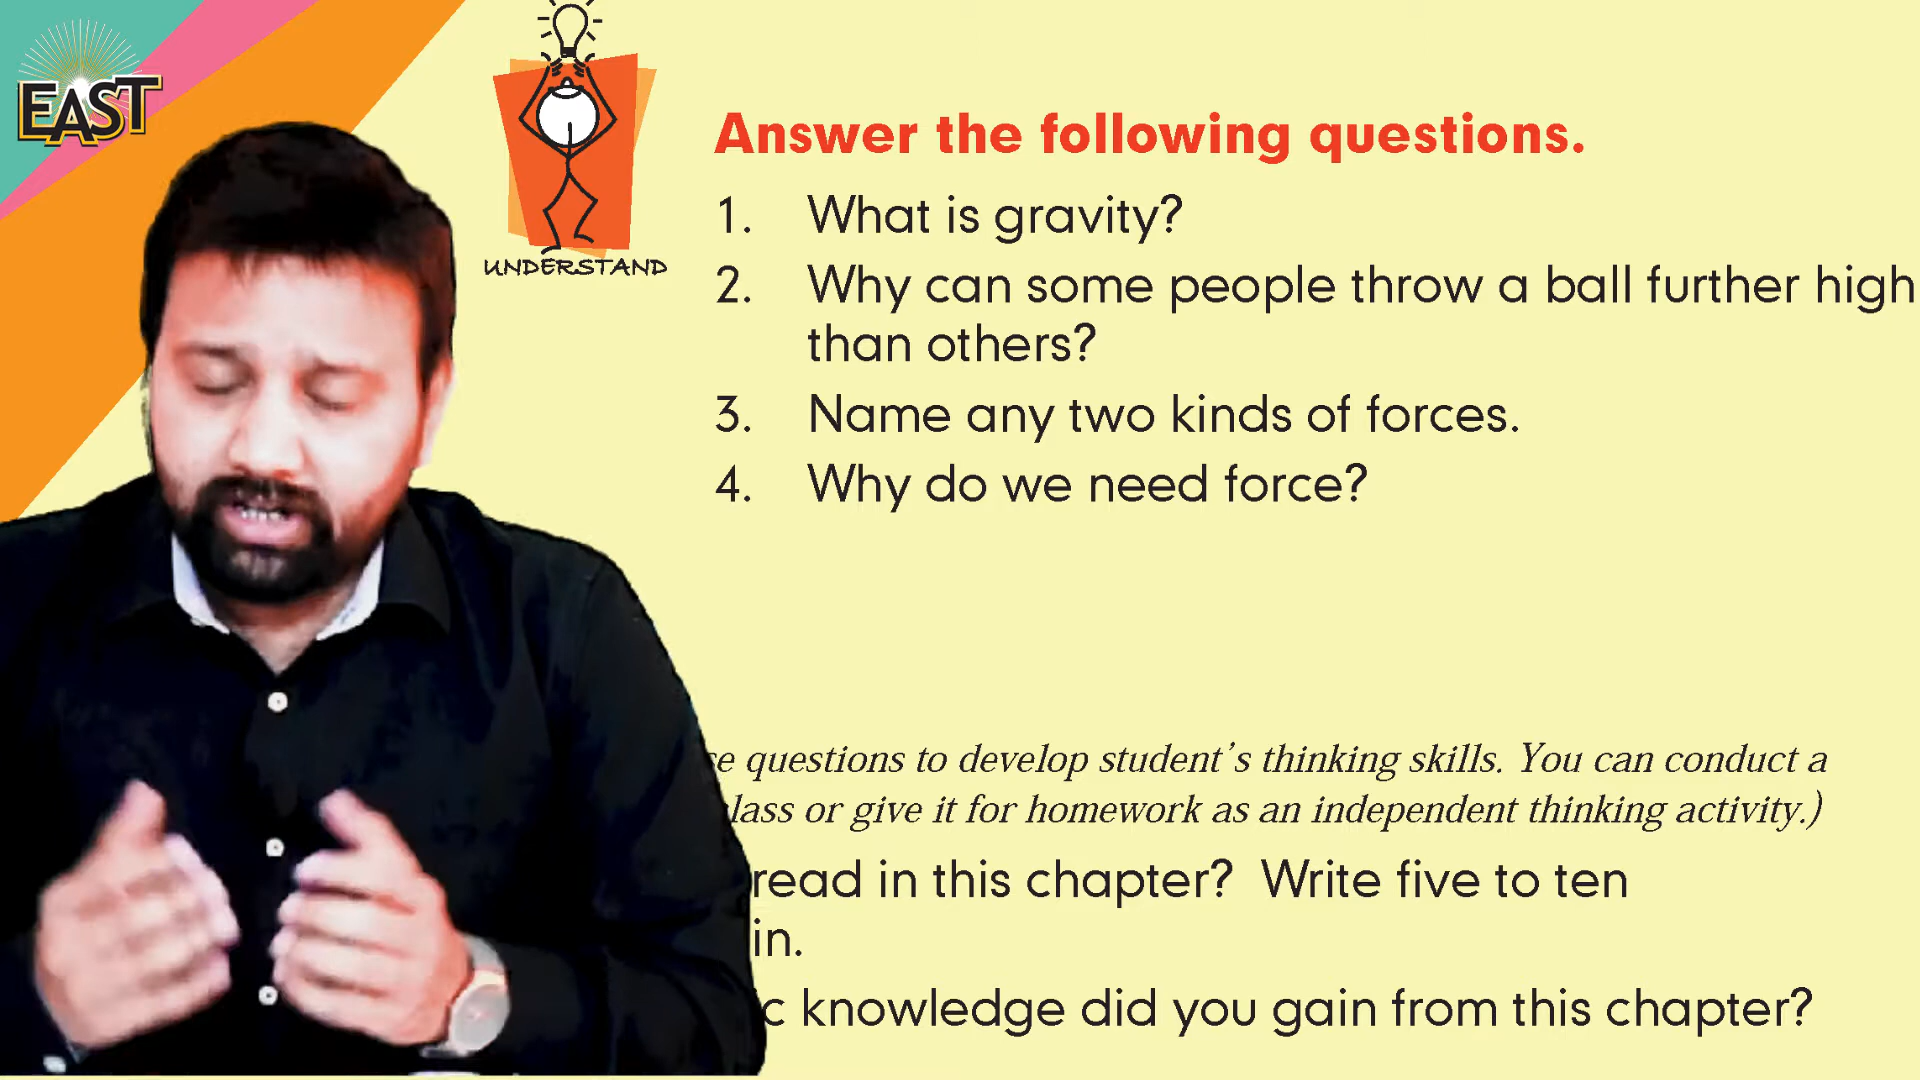 EAST
UNDERSTAND
Answer the following questions.
1. What is gravity?
2. Why can some people throw a ball further high
than others?
3. Name any two kinds of forces.
4. Why do we need force?
questions to develop student's thinking skills. You can conduct a
or give it for homework as an independent thinking activity.)
read in this chapter? Write five to ten
in.
knowledge did you gain from this chapter?